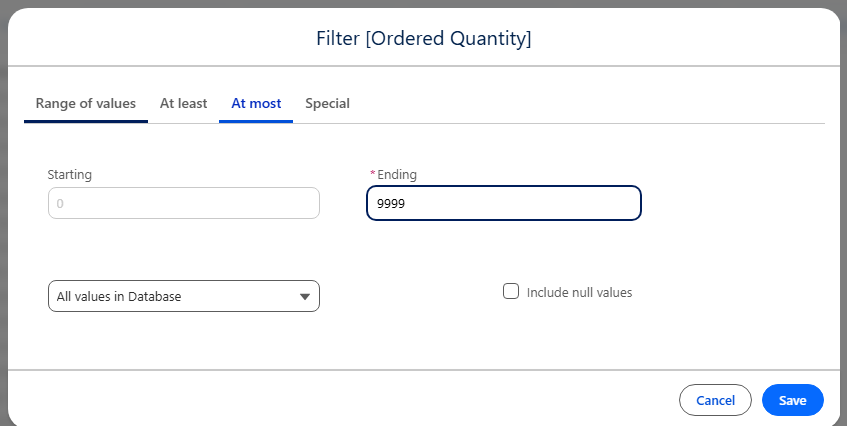 Filter [Ordered Quantity]
Range of values At least At most Special
Starting *Ending
0 9999
All values in Database Include null values
Cancel Save